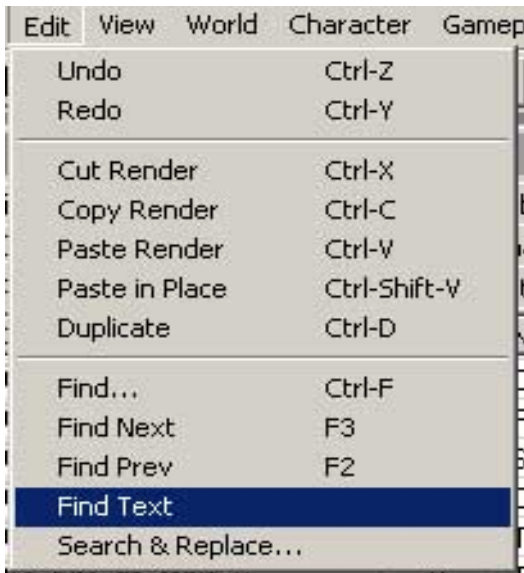 Edit View World Character Gamep
Undo Ctrl-Z
Redo Ctrl-Y
Cut Render Ctrl-X
Copy Render Ctrl-C
Paste Render Ctrl-V
Paste in Place Ctrl-Shift-V
Duplicate Ctrl-D
Find... Ctrl-F
Find Next F3
Find Prev F2
Find Text
Search & Replace...